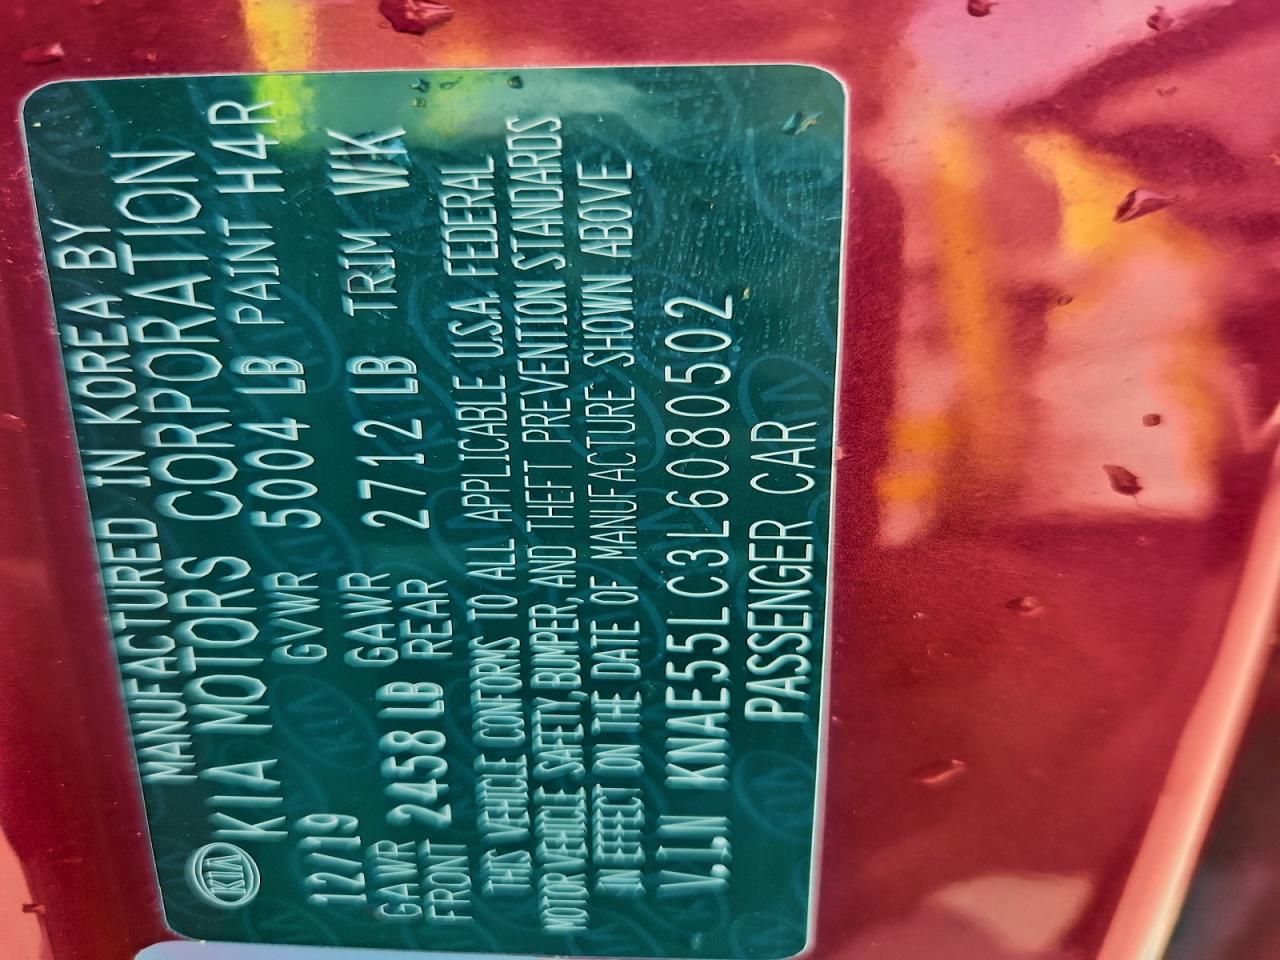 MANUFACTURED IN KOREA BY
KIA KIA MOTORS CORPORATION
12/19 GVWR 5004 LB PAINT H4R
GAWR FRONT 2458 LB GAWR REAR 2712 LB TRIM WK
THIS VEHICLE CONFORMS TO ALL APPLICABLE U.S.A. FEDERAL
MOTOR VEHICLE SAFETY, BUMPER, AND THEFT PREVENTION STANDARDS
IN EFFECT ON THE DATE OF MANUFACTURE SHOWN ABOVE
V.I.N KNAE55LC3L6080502
PASSENGER CAR